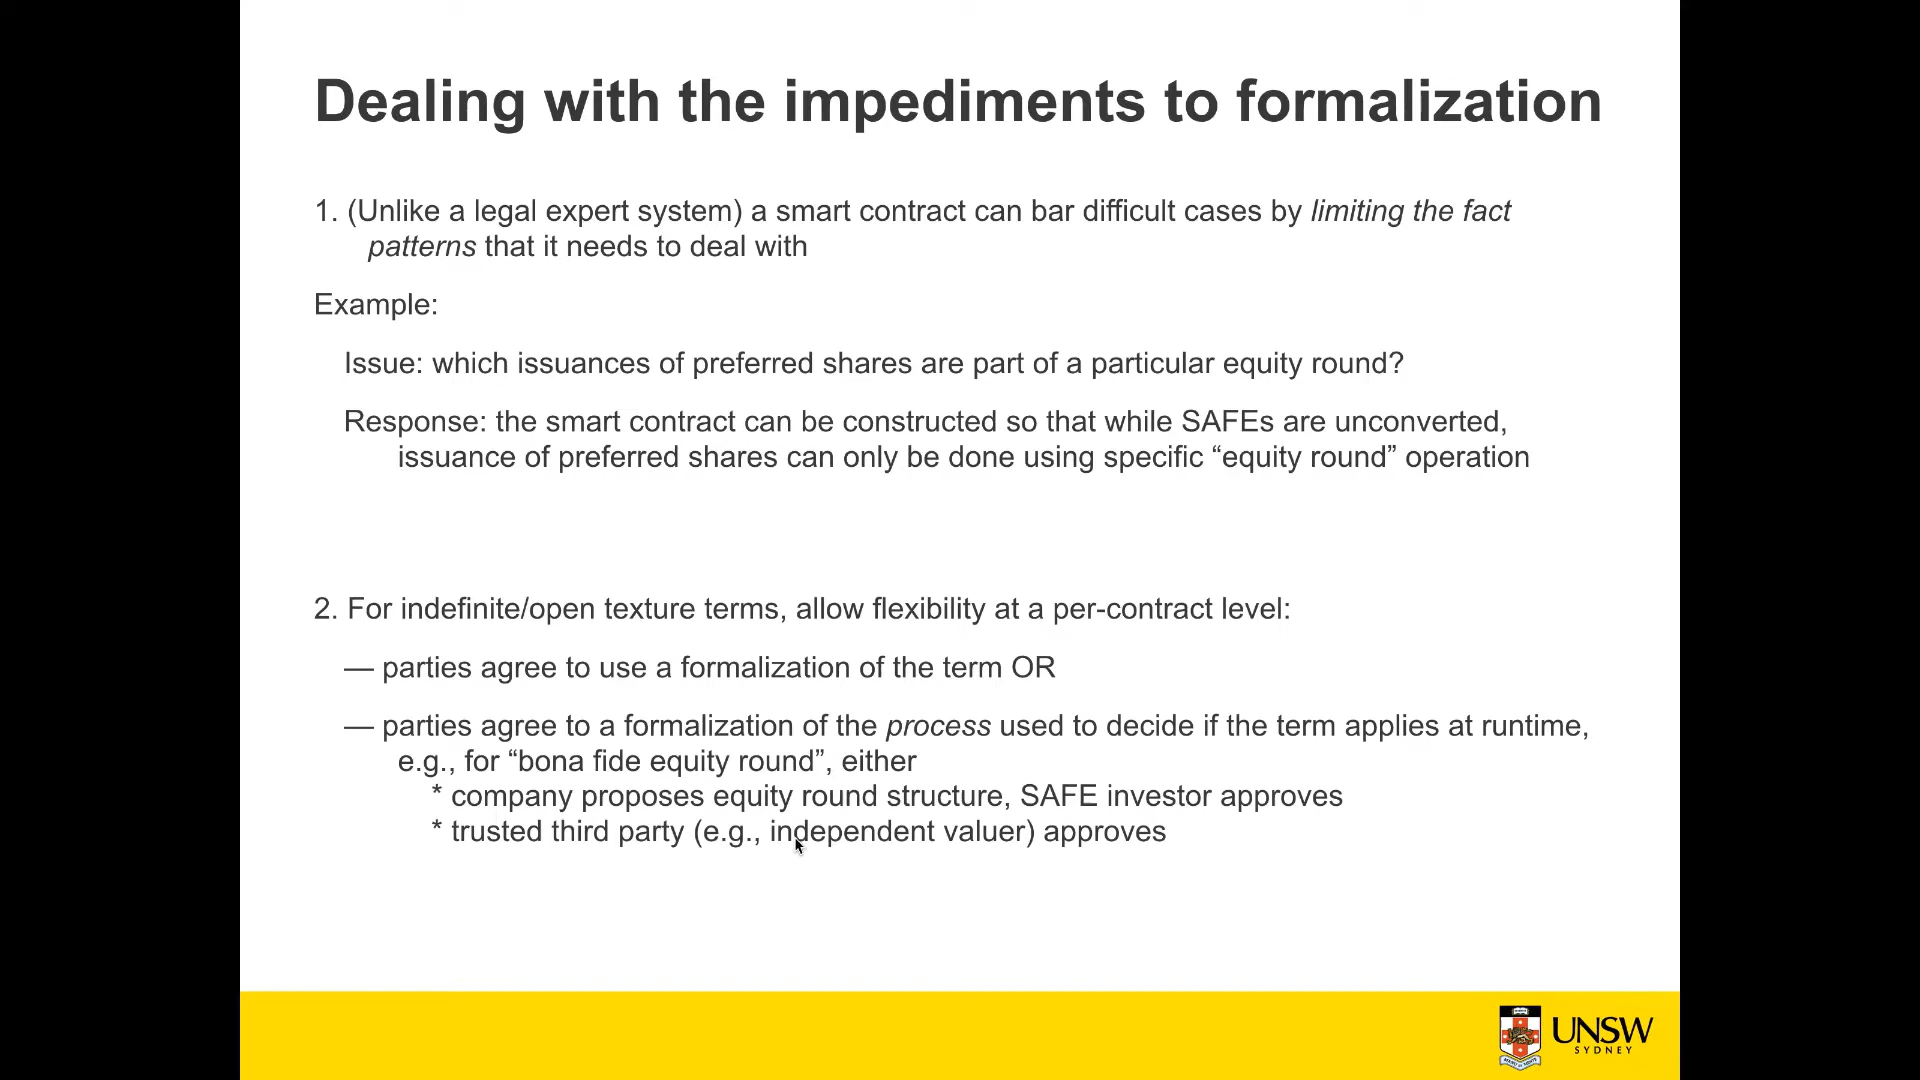 Dealing with the impediments to formalization
1. (Unlike a legal expert system) a smart contract can bar difficult cases by limiting the fact
patterns that it needs to deal with
Example:
Issue: which issuances of preferred shares are part of a particular equity round?
Response: the smart contract can be constructed so that while SAFEs are unconverted,
issuance of preferred shares can only be done using specific “equity round” operation
2. For indefinite/open texture terms, allow flexibility at a per-contract level:
— parties agree to use a formalization of the term OR
— parties agree to a formalization of the process used to decide if the term applies at runtime,
e.g., for “bona fide equity round”, either
* company proposes equity round structure, SAFE investor approves
* trusted third party (e.g., independent valuer) approves
UNSW
SYDNEY